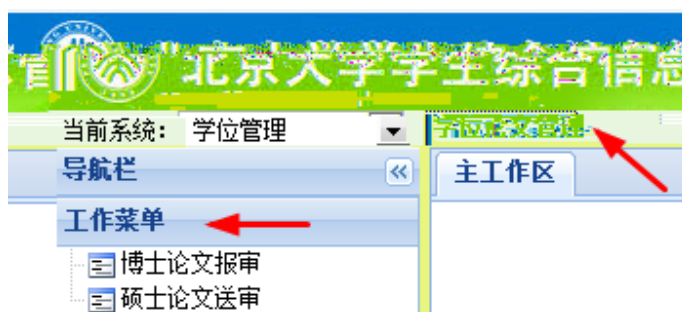 北京大学学生综合信息
当前系统： 学位管理
导航栏
主工作区
工作菜单
博士论文报审
硕士论文送审